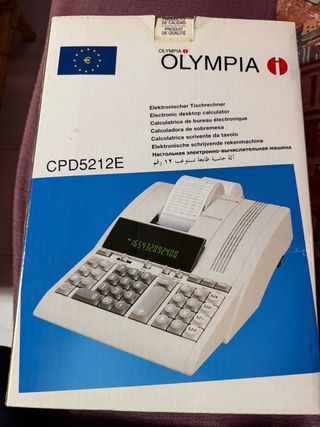 DE CALIDAD
PRODUIT
DE QUALITÉ
OLYMPIA
OLYMPIA
Elektronischer Tischrechner
Electronic desktop calculator
Calculatrice de bureau électronique
Calculadora de sobremesa
Calcolatrice scrivente da tavolo
Elektronische schrijvende rekenmachine
Настольная электронно-вычислительная машина
آلة حاسبة طابعة تستوعب ١٢ رقم
CPD5212E
CPD5212E